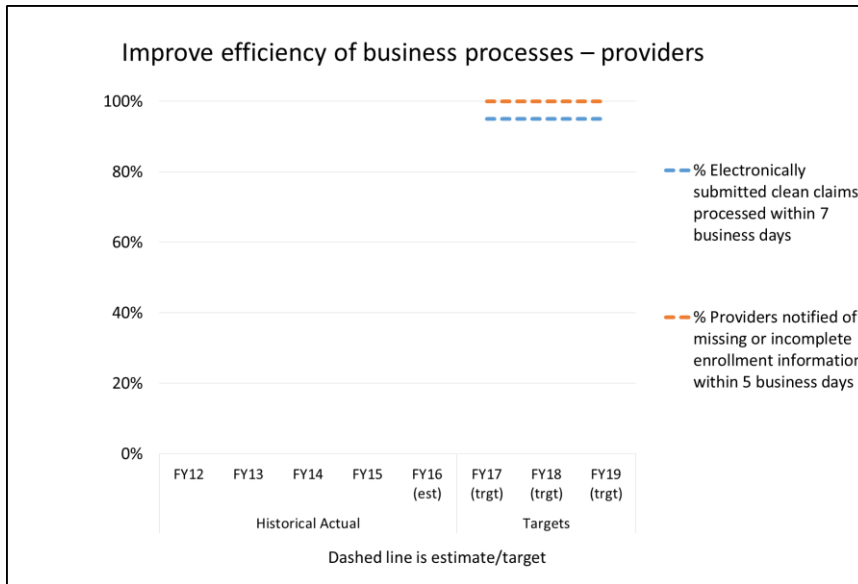 Improve efficiency of business processes – providers
100%
80%
60%
40%
20%
0%
% Electronically
submitted clean claims
processed within 7
business days
% Providers notified of
missing or incomplete
enrollment information
within 5 business days
FY12 FY13 FY14 FY15 FY16 FY17 FY18 FY19
(est) (trgt) (trgt) (trgt)
Historical Actual Targets
Dashed line is estimate/target